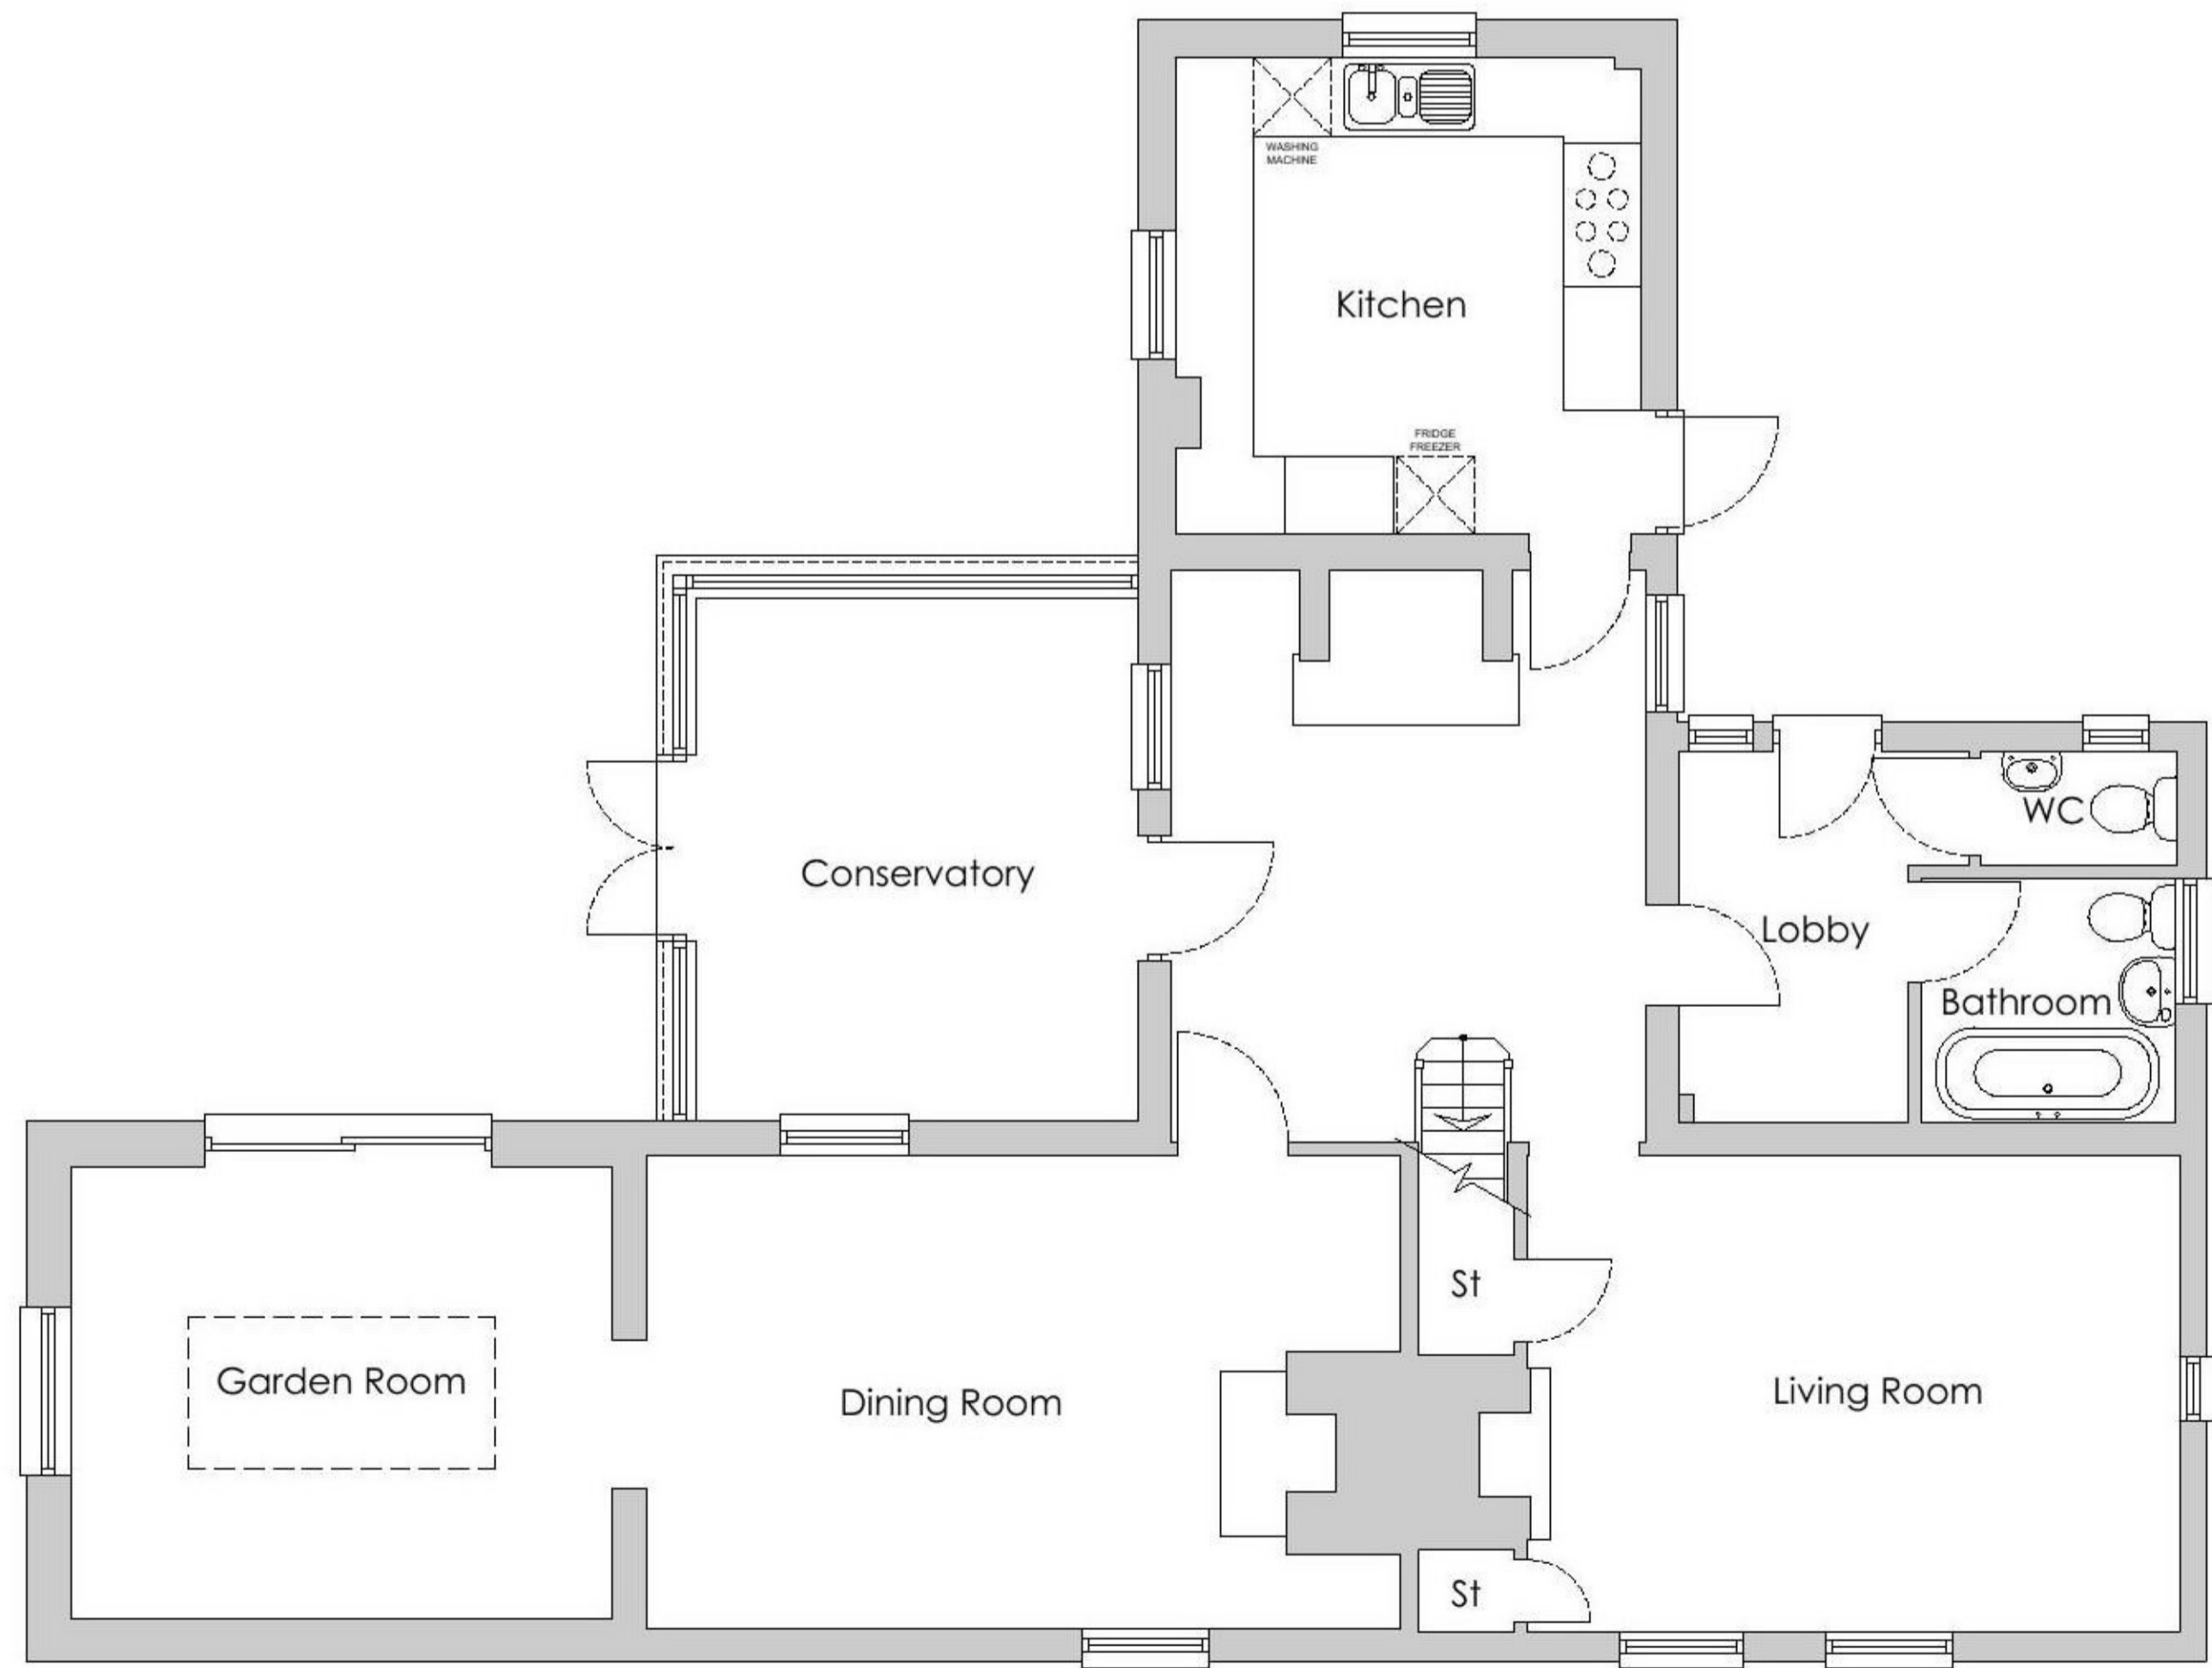 WASHING
MACHINE
Kitchen
FRIDGE
FREEZER
WC
Conservatory
Lobby
Bathroom
St
Garden Room
Dining Room
Living Room
St